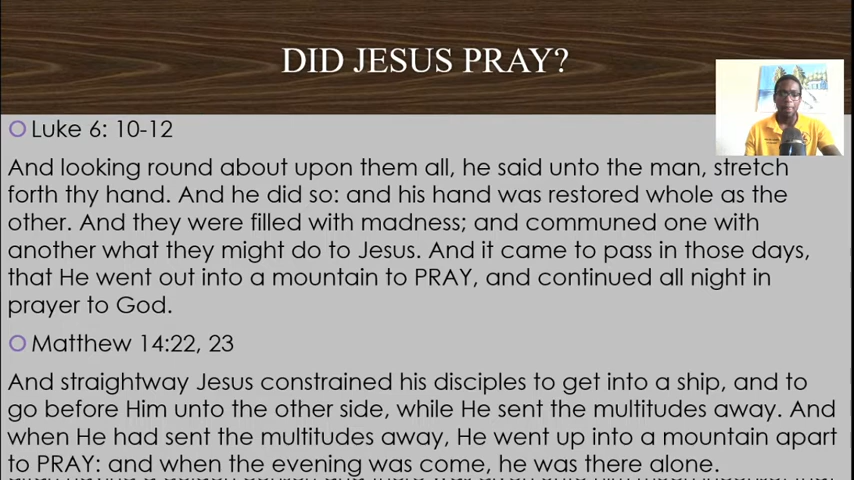 DID JESUS PRAY?
Luke 6: 10-12
And looking round about upon them all, he said unto the man, stretch
forth thy hand. And he did so: and his hand was restored whole as the
other. And they were filled with madness; and communed one with
another what they might do to Jesus. And it came to pass in those days,
that He went out into a mountain to PRAY, and continued all night in
prayer to God.
Matthew 14:22, 23
And straightway Jesus constrained his disciples to get into a ship, and to
go before Him unto the other side, while He sent the multitudes away. And
when He had sent the multitudes away, He went up into a mountain apart
to PRAY: and when the evening was come, he was there alone.